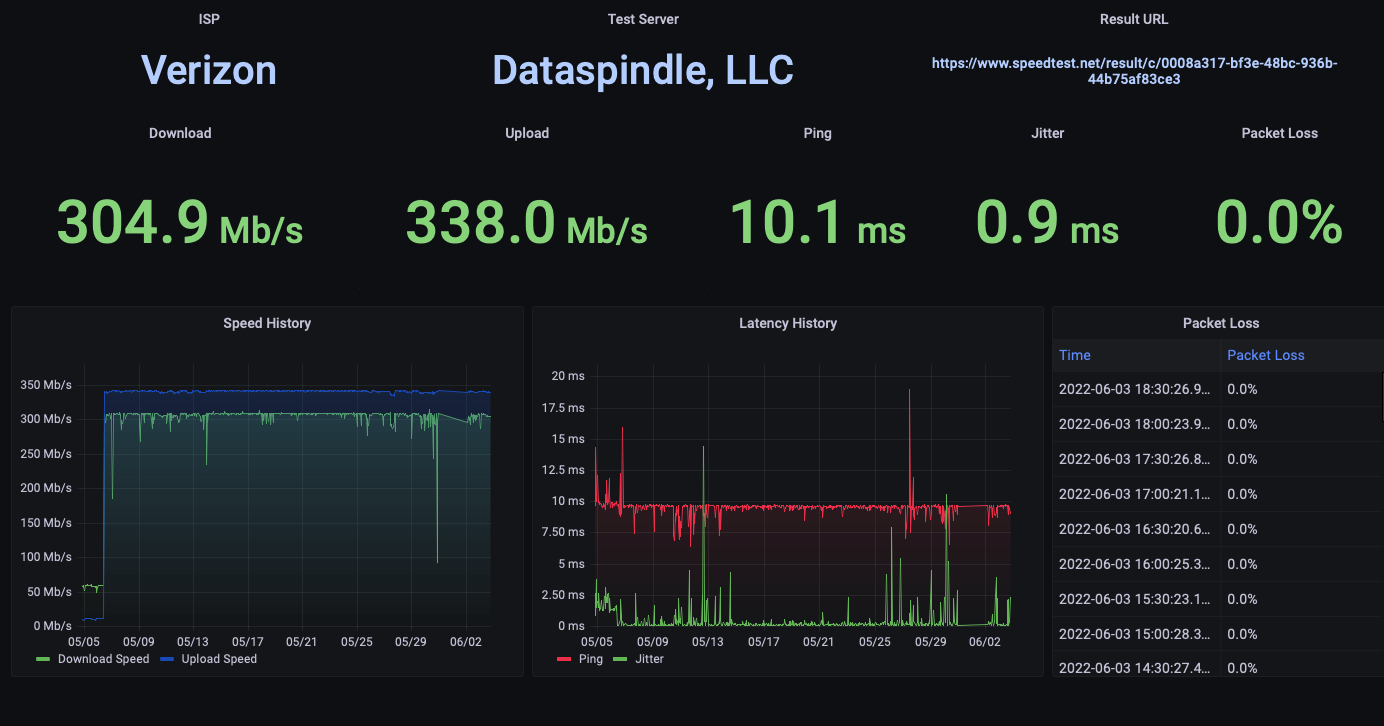 ISP
Test Server
Result URL
Verizon
Dataspindle, LLC
https://www.speedtest.net/result/c/0008a317-bf3e-48bc-936b-
44b75af83ce3
Download
Upload
Ping
Jitter
Packet Loss
304.9 Mb/s
338.0 Mb/s
10.1 ms
0.9 ms
0.0%
Speed History
350 Mb/s
300 Mb/s
250 Mb/s
200 Mb/s
150 Mb/s
100 Mb/s
50 Mb/s
0 Mb/s
05/05 05/09 05/13 05/17 05/21 05/25 05/29 06/02
Download Speed Upload Speed
Latency History
20 ms
17.5 ms
15 ms
12.5 ms
10 ms
7.50 ms
5 ms
2.50 ms
0 ms
05/05 05/09 05/13 05/17 05/21 05/25 05/29 06/02
Ping Jitter
Packet Loss
Time Packet Loss
2022-06-03 18:30:26.9... 0.0%
2022-06-03 18:00:23.9... 0.0%
2022-06-03 17:30:26.8... 0.0%
2022-06-03 17:00:21.1... 0.0%
2022-06-03 16:30:20.6... 0.0%
2022-06-03 16:00:25.3... 0.0%
2022-06-03 15:30:23.1... 0.0%
2022-06-03 15:00:28.3... 0.0%
2022-06-03 14:30:27.4... 0.0%